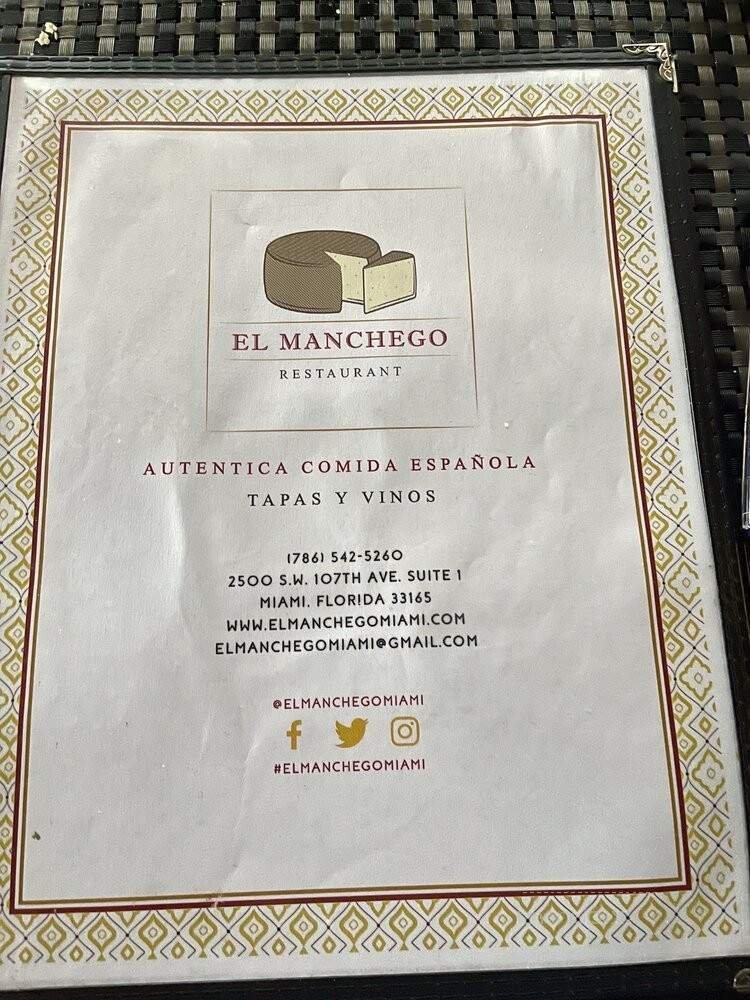 EL MANCHEGO
RESTAURANT
AUTENTICA COMIDA ESPAÑOLA
TAPAS Y VINOS
(786) 542-5260
2500 S.W. 107TH AVE. SUITE 1
MIAMI, FLORIDA 33165
WWW.ELMANCHEGOMIAMI.COM
ELMANCHEGOMIAMI@GMAIL.COM
@ELMANCHEGOMIAMI
#ELMANCHEGOMIAMI